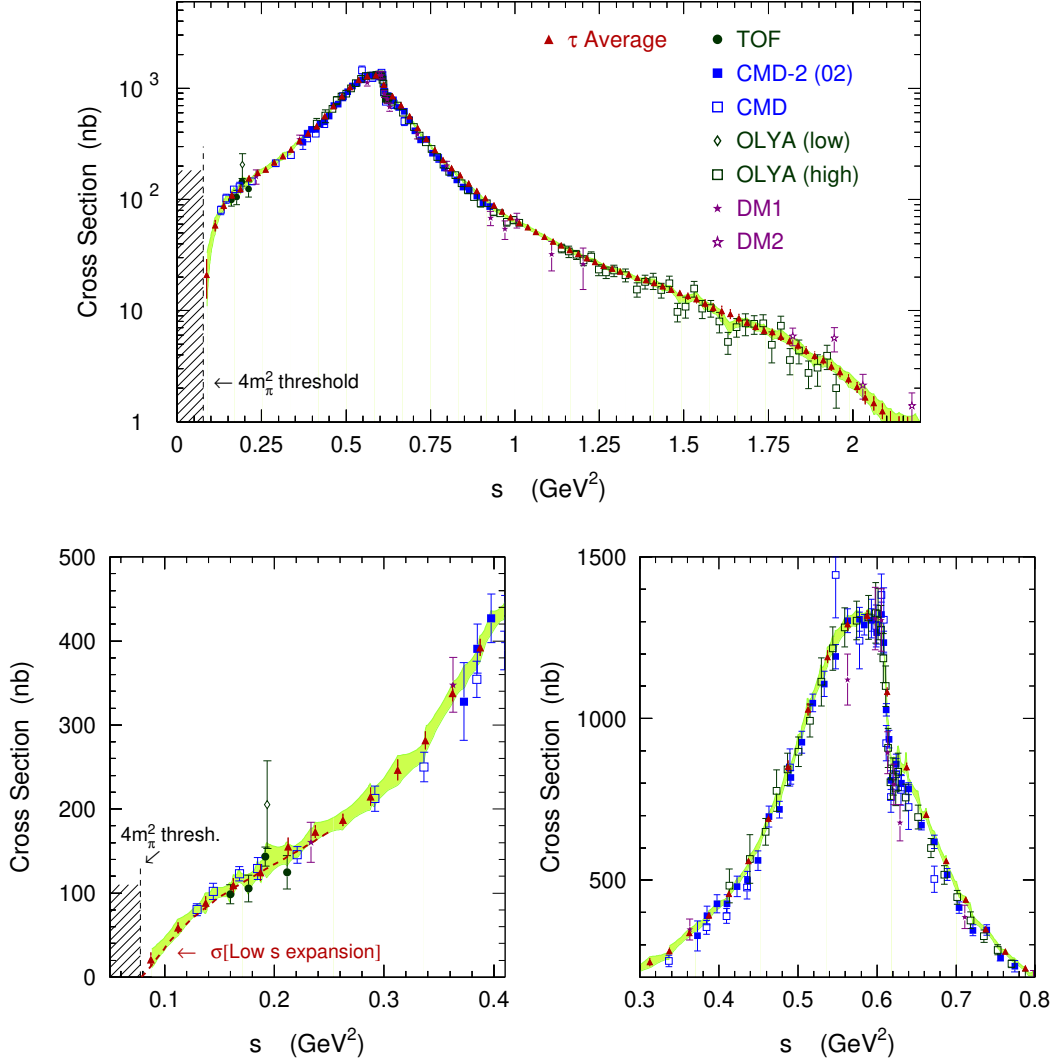 τ Average
TOF
CMD-2 (02)
CMD
OLYA (low)
OLYA (high)
DM1
DM2
Cross Section (nb)
10³
10²
10
1
← 4m²π threshold
0 0.25 0.5 0.75 1 1.25 1.5 1.75 2
s (GeV²)
Cross Section (nb)
500
400
300
200
100
0
4m²π thresh.
← σ[Low s expansion]
0.1 0.2 0.3 0.4
s (GeV²)
Cross Section (nb)
1500
1000
500
0.3 0.4 0.5 0.6 0.7 0.8
s (GeV²)